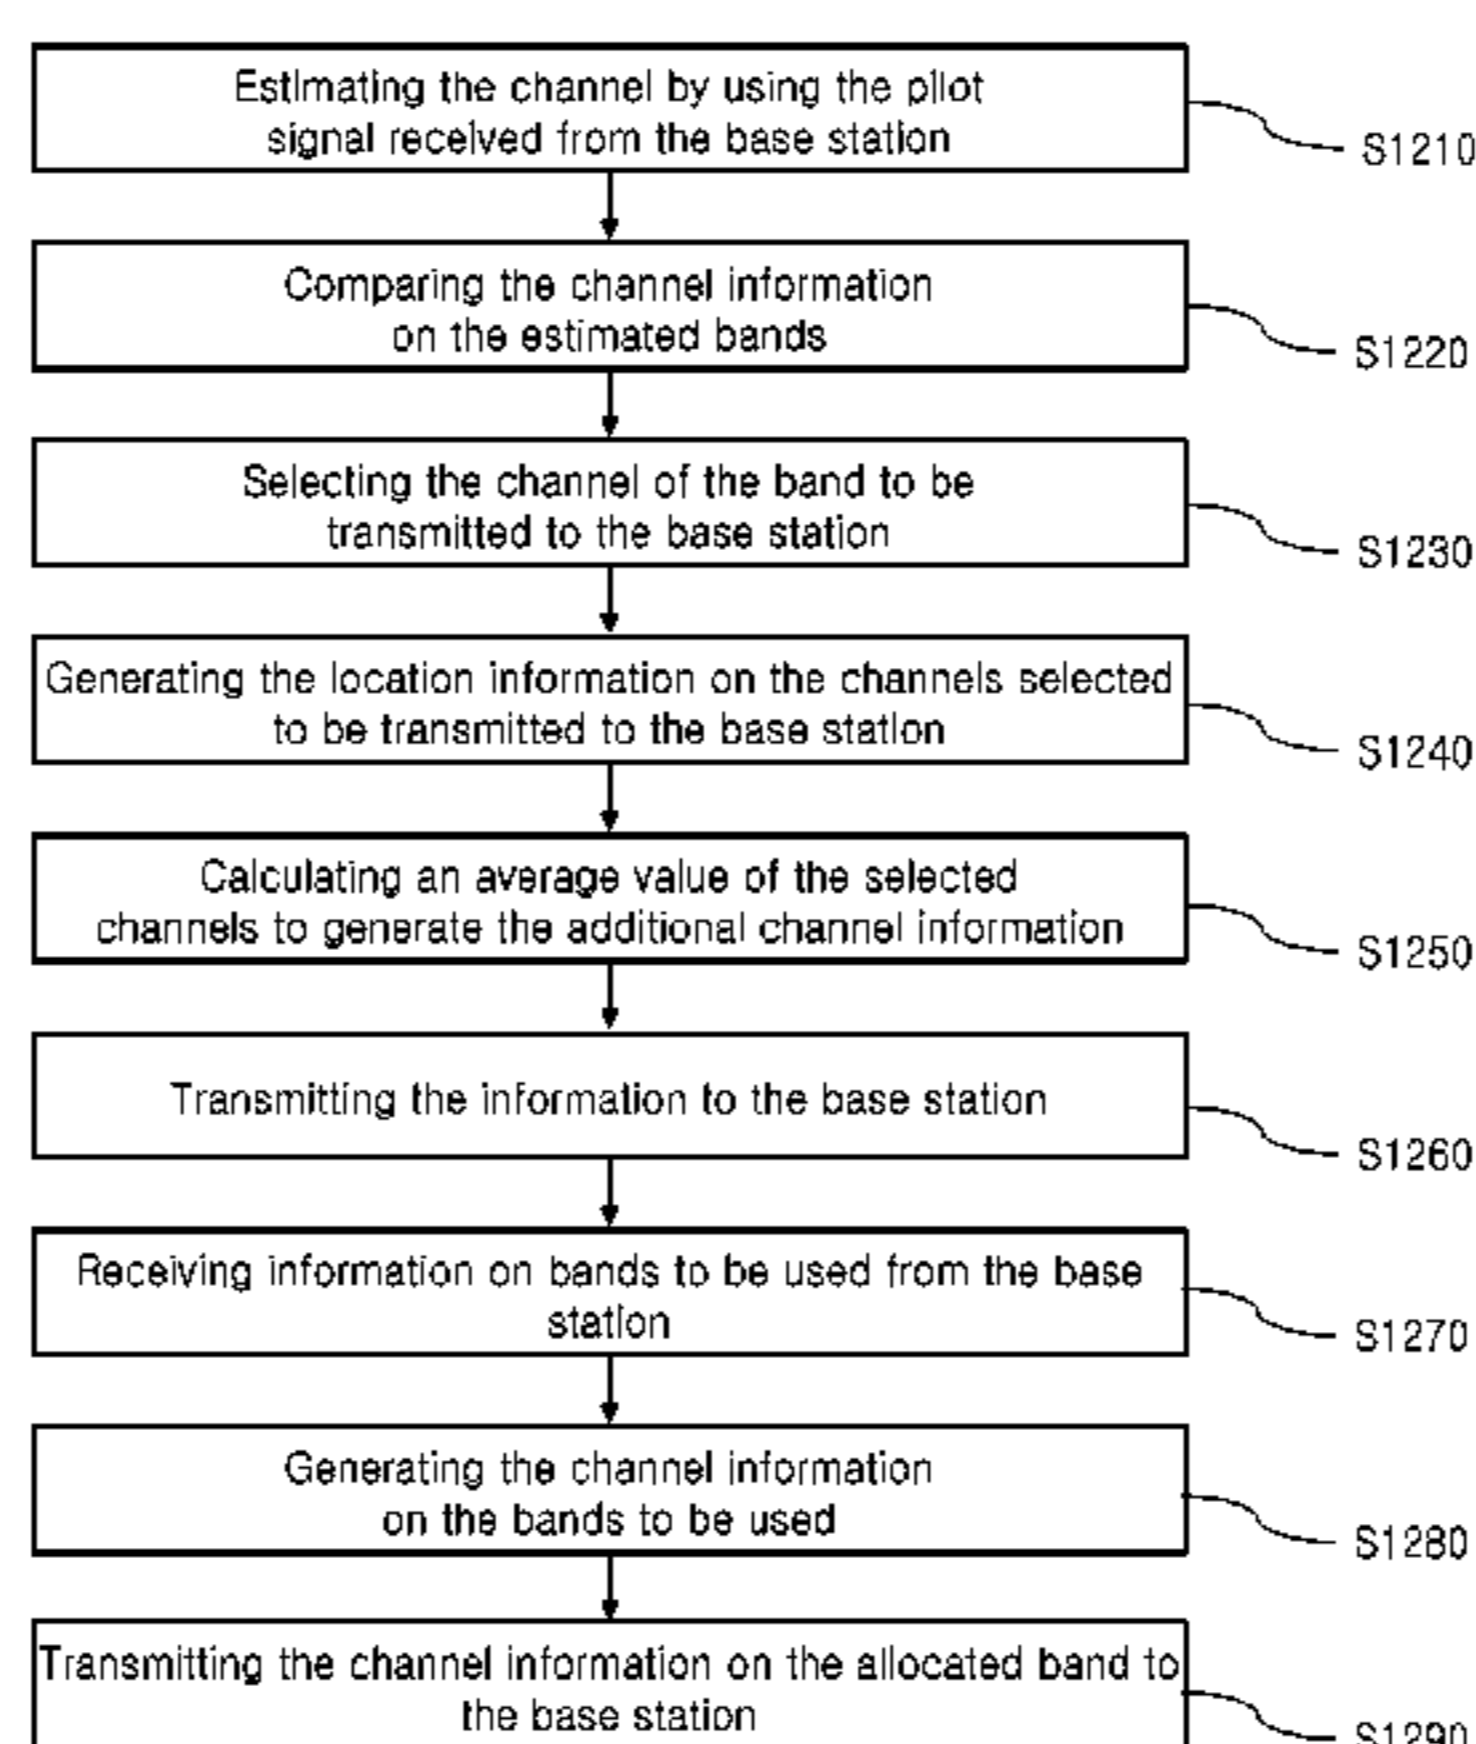 Estimating the channel by using the pilot
signal received from the base station
S1210
Comparing the channel information
on the estimated bands
S1220
Selecting the channel of the band to be
transmitted to the base station
S1230
Generating the location information on the channels selected
to be transmitted to the base station
S1240
Calculating an average value of the selected
channels to generate the additional channel information
S1250
Transmitting the information to the base station
S1260
Receiving information on bands to be used from the base
station
S1270
Generating the channel information
on the bands to be used
S1280
Transmitting the channel information on the allocated band to
the base station
S1290